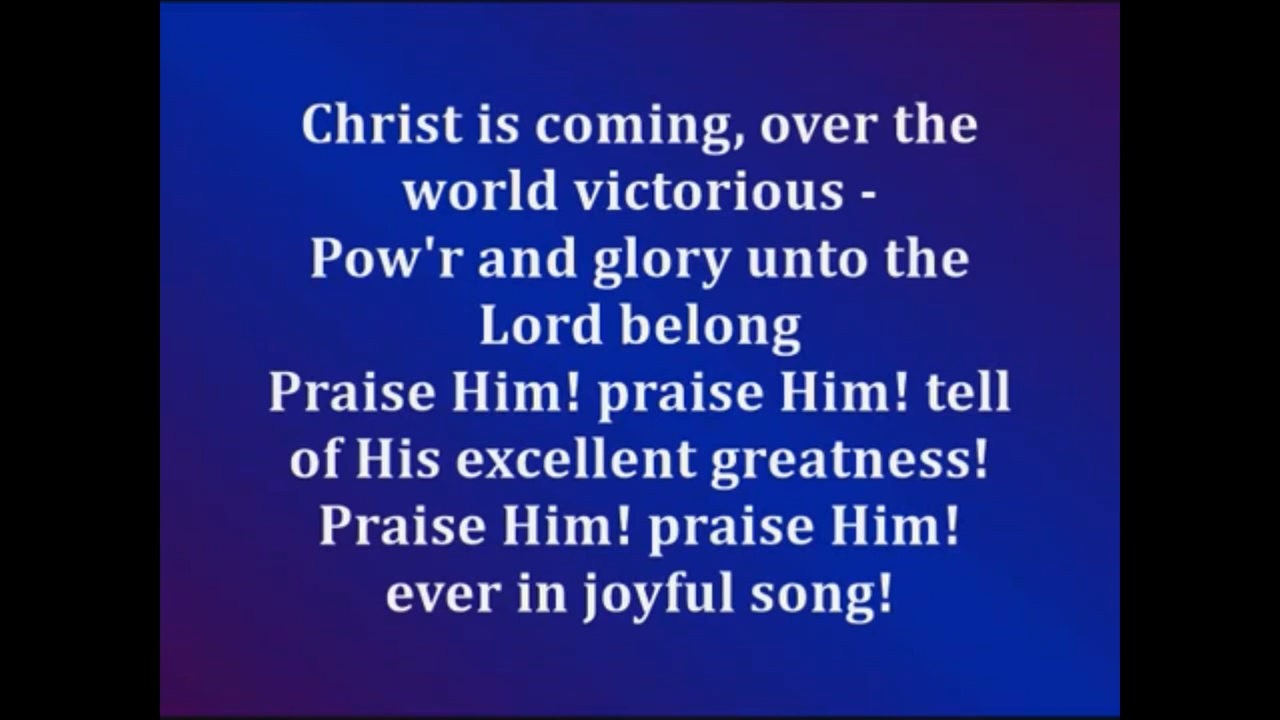 Christ is coming, over the
world victorious -
Pow'r and glory unto the
Lord belong
Praise Him! praise Him! tell
of His excellent greatness!
Praise Him! praise Him!
ever in joyful song!